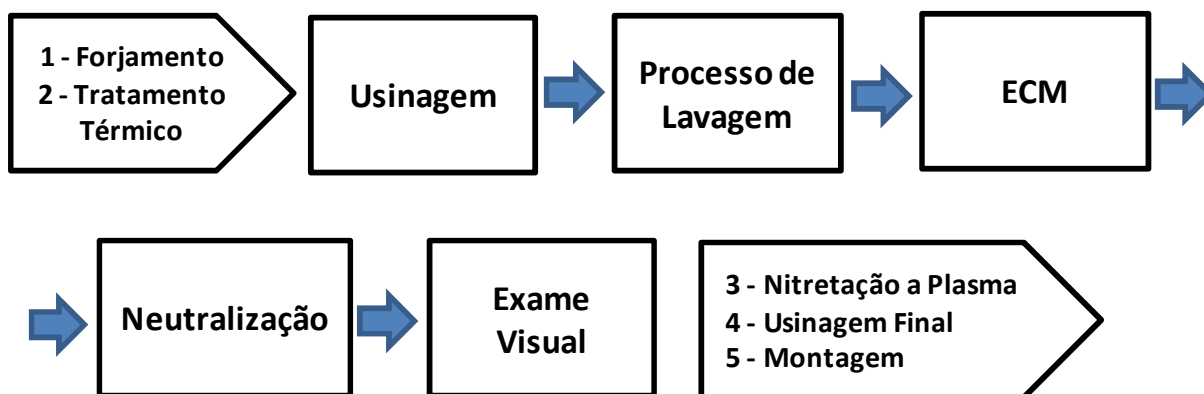 1 - Forjamento
2 - Tratamento
Térmico
Usinagem
Processo de
Lavagem
ECM
Neutralização
Exame
Visual
3 - Nitretação a Plasma
4 - Usinagem Final
5 - Montagem